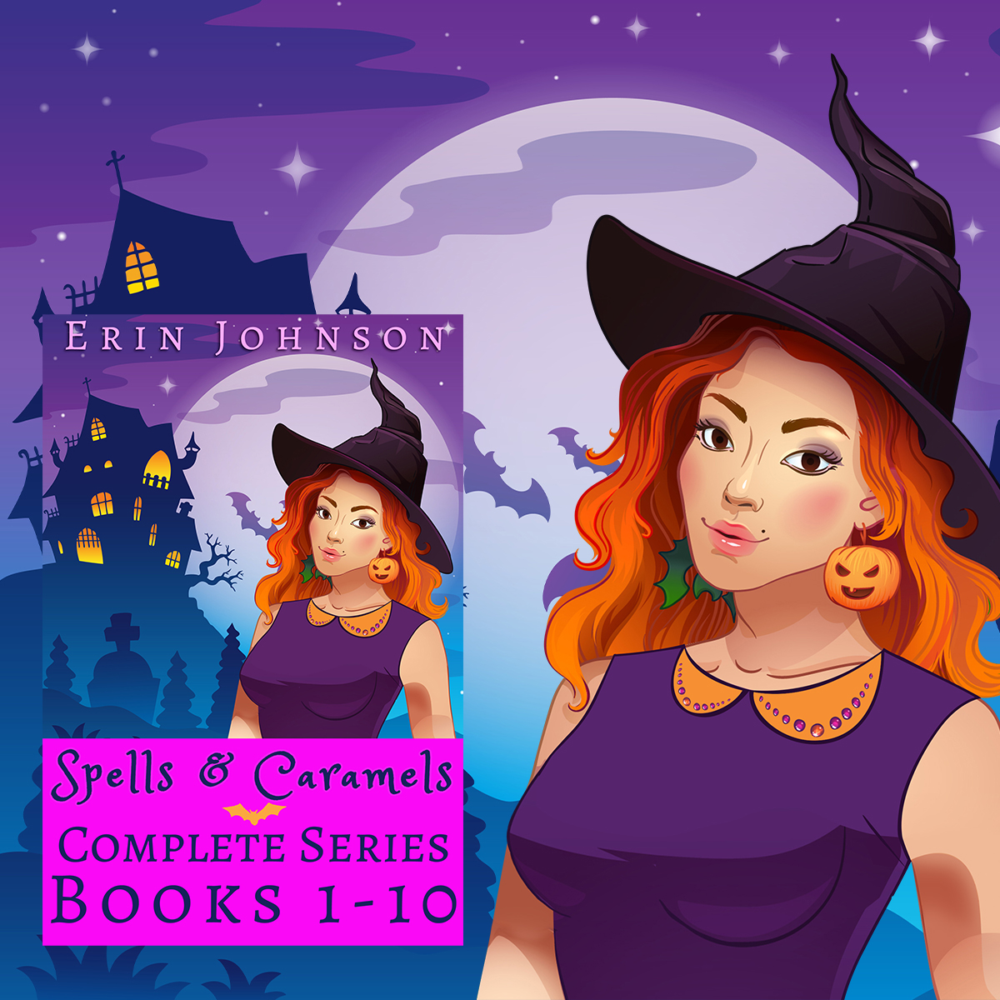 Erin Johnson
Spells & Caramels
Complete Series
Books 1-10